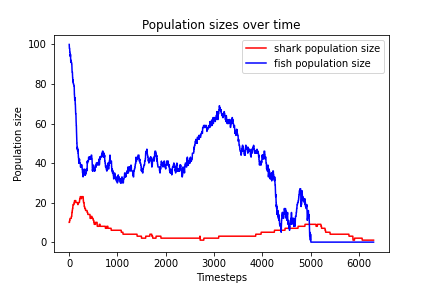 Population sizes over time
shark population size
fish population size
Population size
100
80
60
40
20
0
0 1000 2000 3000 4000 5000 6000
Timesteps